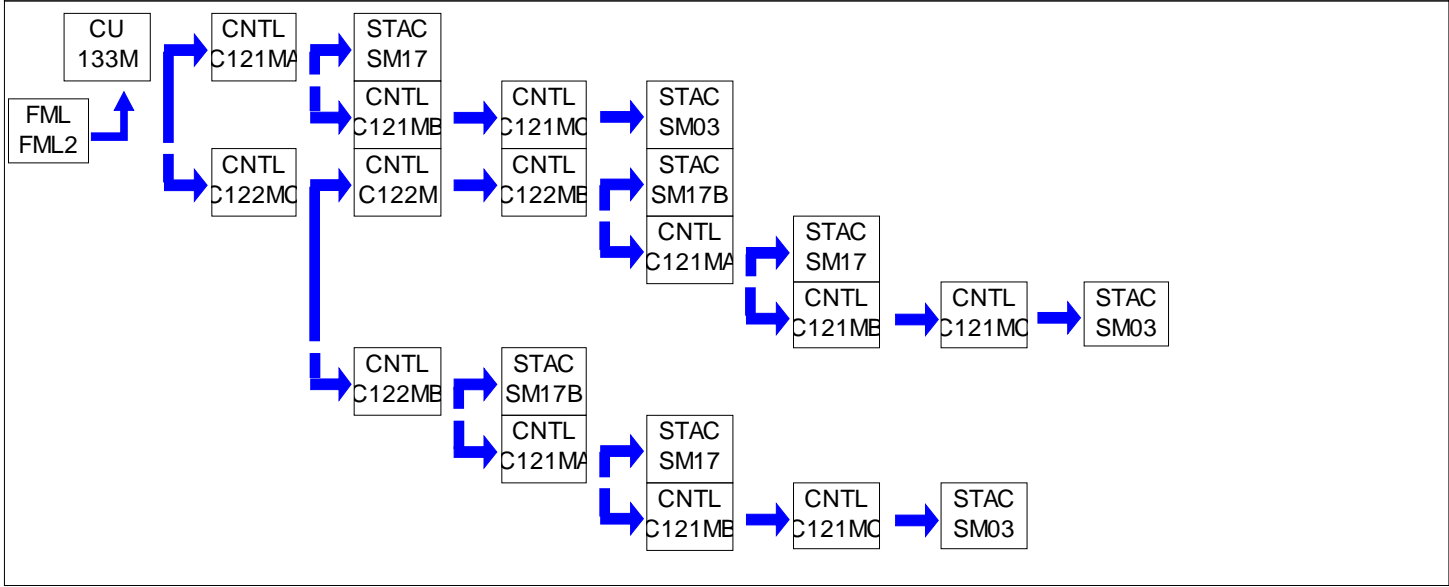 CU
133M
CNTL
C121MA
STAC
SM17
FML
FML2
CNTL
C121MB
CNTL
C121MC
STAC
SM03
CNTL
C122MC
CNTL
C122M
CNTL
C122MB
STAC
SM17B
CNTL
C121MA
STAC
SM17
CNTL
C121MB
CNTL
C121MC
STAC
SM03
CNTL
C122MB
STAC
SM17B
CNTL
C121MA
STAC
SM17
CNTL
C121MB
CNTL
C121MC
STAC
SM03